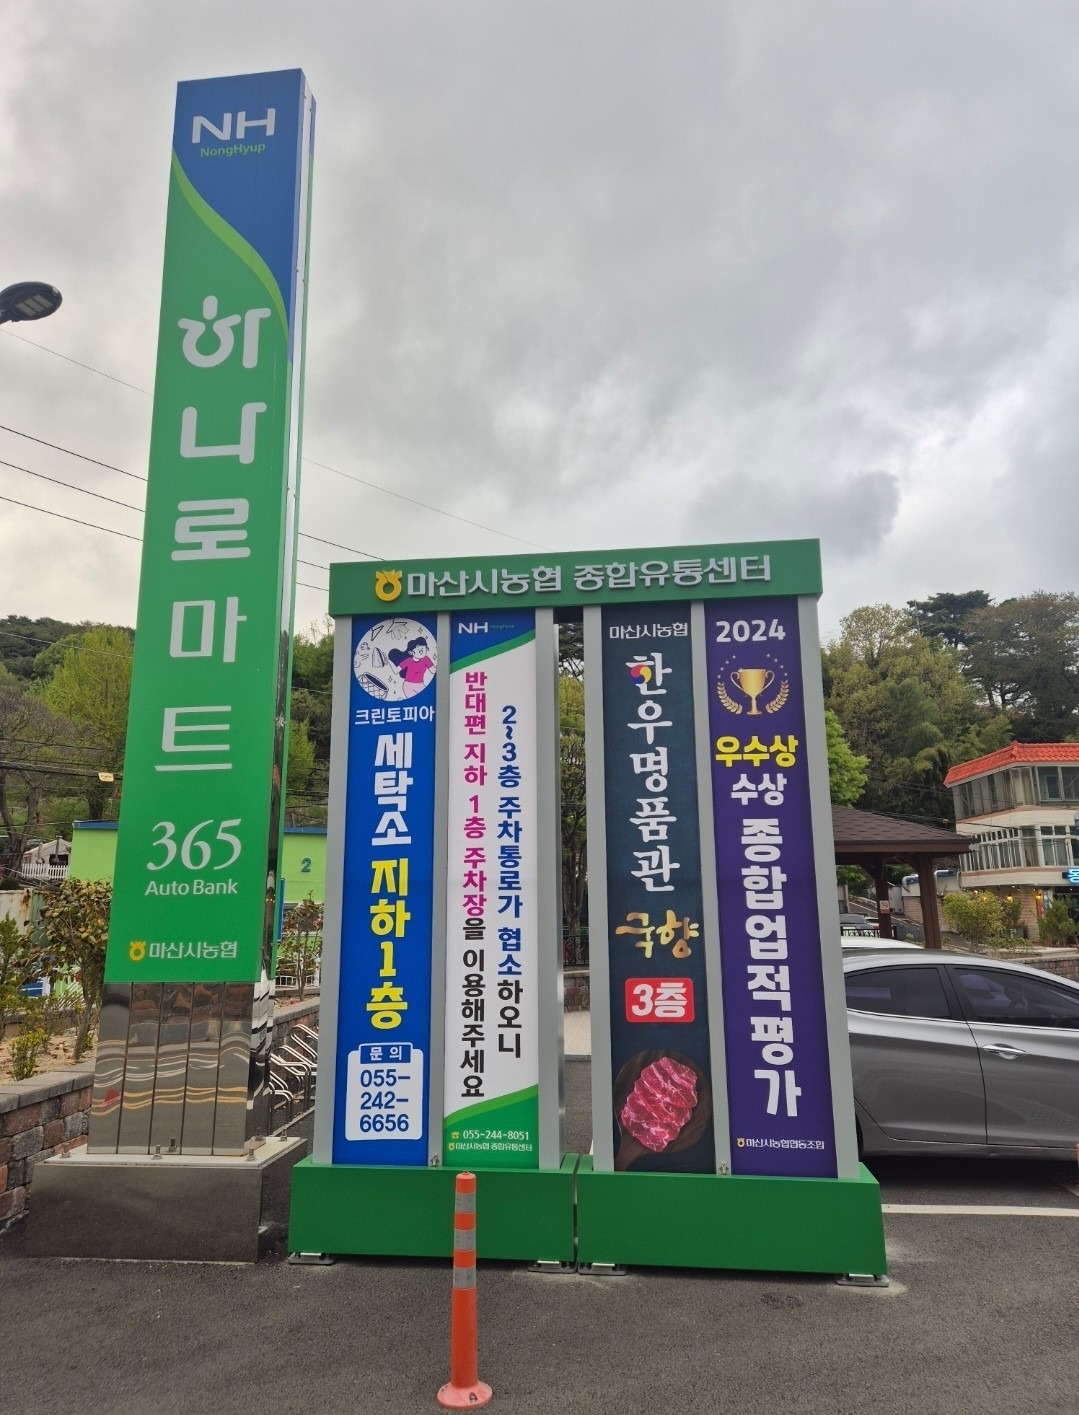 NH
NongHyup
하나로마트
365
Auto Bank
마산시농협
마산시농협 종합유통센터
크린토피아
세탁소 지하1층
문의
055-
242-
6656
NH NongHyup
2~3층 주차통로가 협소하오니
반대편 지하 1층 주차장을 이용해주세요
☎ 055-244-8051
마산시농협 종합유통센터
마산시농협
한우명품관
국향
3층
2024
우수상
수상
종합업적평가
마산시농협협동조합
2